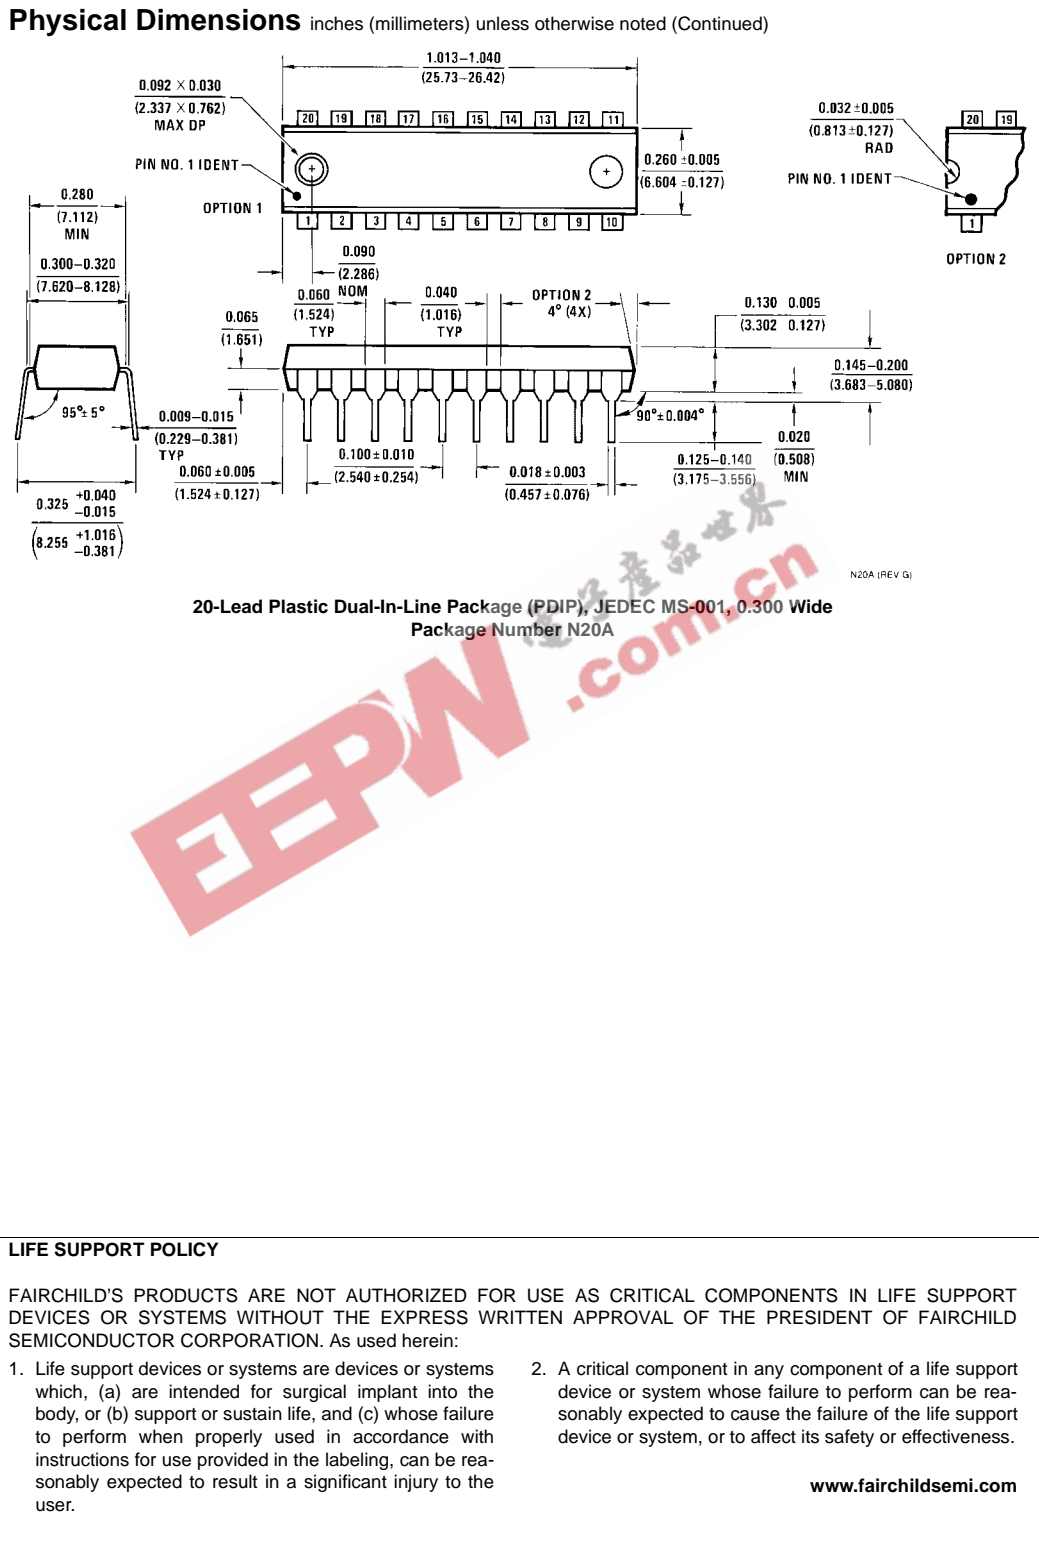 Physical Dimensions inches (millimeters) unless otherwise noted (Continued)
1.013–1.040
(25.73–26.42)
0.092 × 0.030
(2.337 × 0.762)
MAX DP
PIN NO. 1 IDENT
OPTION 1
20 19 18 17 16 15 14 13 12 11
1 2 3 4 5 6 7 8 9 10
0.260 ±0.005
(6.604 ±0.127)
0.032 ±0.005
(0.813 ±0.127)
RAD
PIN NO. 1 IDENT
20 19
1
OPTION 2
0.280
(7.112)
MIN
0.300–0.320
(7.620–8.128)
0.090
(2.286)
NOM
0.060
(1.524)
TYP
0.040
(1.016)
TYP
OPTION 2
4° (4X)
0.065
(1.651)
0.130 0.005
(3.302 0.127)
0.145–0.200
(3.683–5.080)
95°± 5°
0.009–0.015
(0.229–0.381)
TYP
90°±0.004°
0.020
(0.508)
MIN
0.125–0.140
(3.175–3.556)
0.100 ±0.010
(2.540 ±0.254)
0.018 ±0.003
(0.457 ±0.076)
0.060 ±0.005
(1.524 ±0.127)
0.325 +0.040
–0.015
(8.255 +1.016
–0.381)
N20A (REV G)
20-Lead Plastic Dual-In-Line Package (PDIP), JEDEC MS-001, 0.300 Wide
Package Number N20A
EEPW .com.cn
电子产品世界
LIFE SUPPORT POLICY
FAIRCHILD'S PRODUCTS ARE NOT AUTHORIZED FOR USE AS CRITICAL COMPONENTS IN LIFE SUPPORT
DEVICES OR SYSTEMS WITHOUT THE EXPRESS WRITTEN APPROVAL OF THE PRESIDENT OF FAIRCHILD
SEMICONDUCTOR CORPORATION. As used herein:
1. Life support devices or systems are devices or systems
which, (a) are intended for surgical implant into the
body, or (b) support or sustain life, and (c) whose failure
to perform when properly used in accordance with
instructions for use provided in the labeling, can be rea-
sonably expected to result in a significant injury to the
user.
2. A critical component in any component of a life support
device or system whose failure to perform can be rea-
sonably expected to cause the failure of the life support
device or system, or to affect its safety or effectiveness.
www.fairchildsemi.com